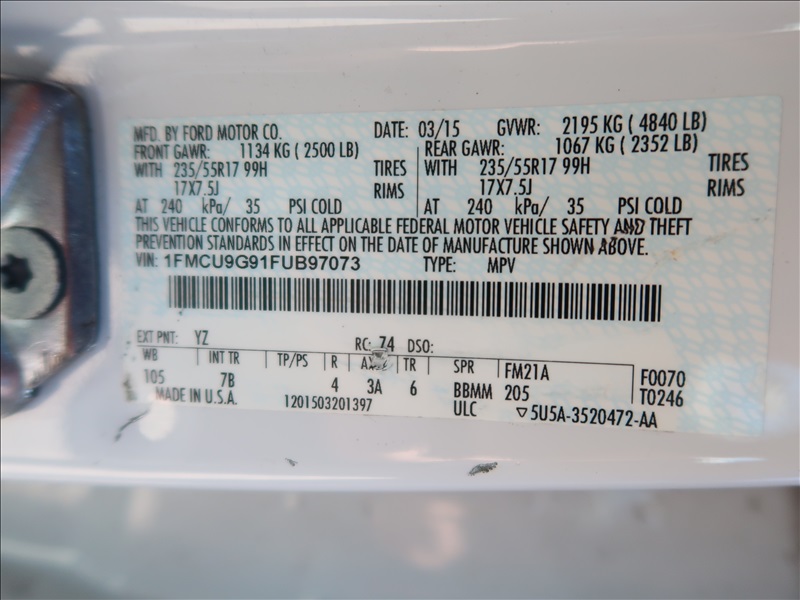 MFD. BY FORD MOTOR CO. DATE: 03/15 GVWR: 2195 KG ( 4840 LB)
FRONT GAWR: 1134 KG ( 2500 LB) REAR GAWR: 1067 KG ( 2352 LB)
WITH 235/55R17 99H TIRES WITH 235/55R17 99H TIRES
17X7.5J RIMS 17X7.5J RIMS
AT 240 kPa/ 35 PSI COLD AT 240 kPa/ 35 PSI COLD
THIS VEHICLE CONFORMS TO ALL APPLICABLE FEDERAL MOTOR VEHICLE SAFETY AND THEFT
PREVENTION STANDARDS IN EFFECT ON THE DATE OF MANUFACTURE SHOWN ABOVE.
VIN: 1FMCU9G91FUB97073 TYPE: MPV
EXT PNT: YZ RC: 74 DSO:
WB INT TR TP/PS R TR SPR FM21A F0070
105 7B 4 3A 6 BBMM 205 T0246
MADE IN U.S.A. 1201503201397 ULC ▽5U5A-3520472-AA